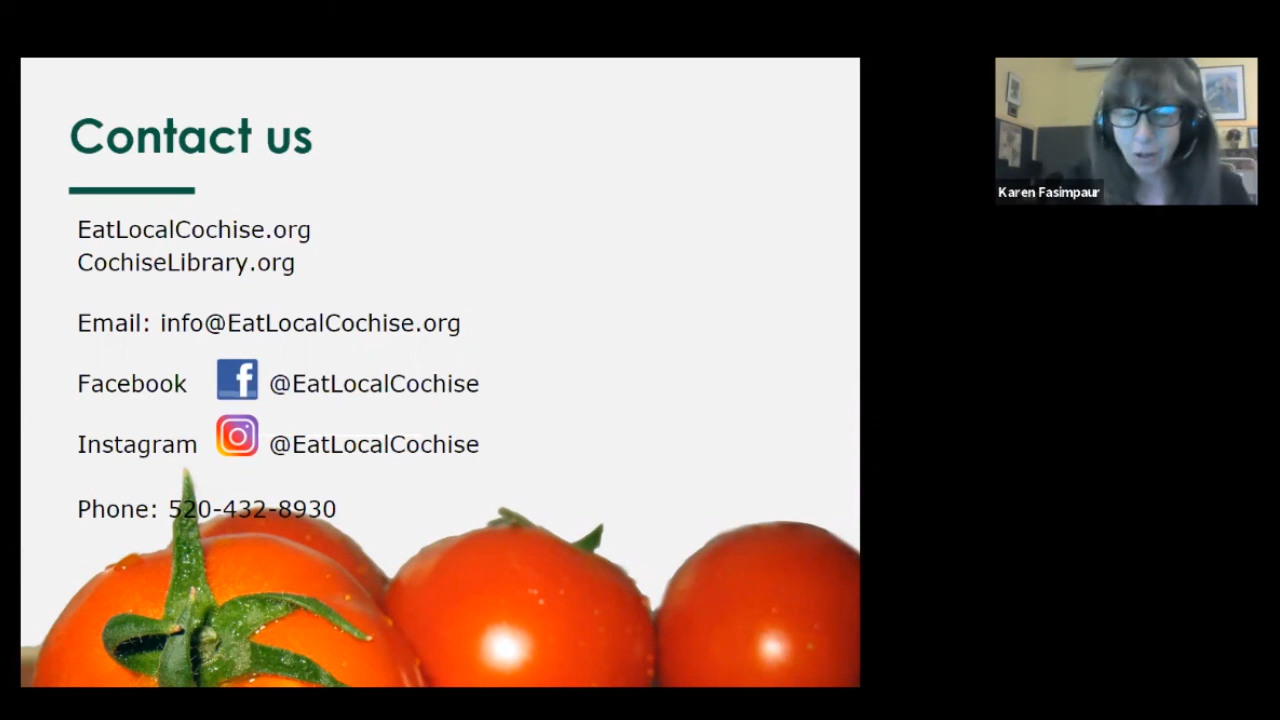 Contact us
EatLocalCochise.org
CochiseLibrary.org
Email: info@EatLocalCochise.org
Facebook @EatLocalCochise
Instagram @EatLocalCochise
Phone: 520-432-8930
Karen Fasimpaur